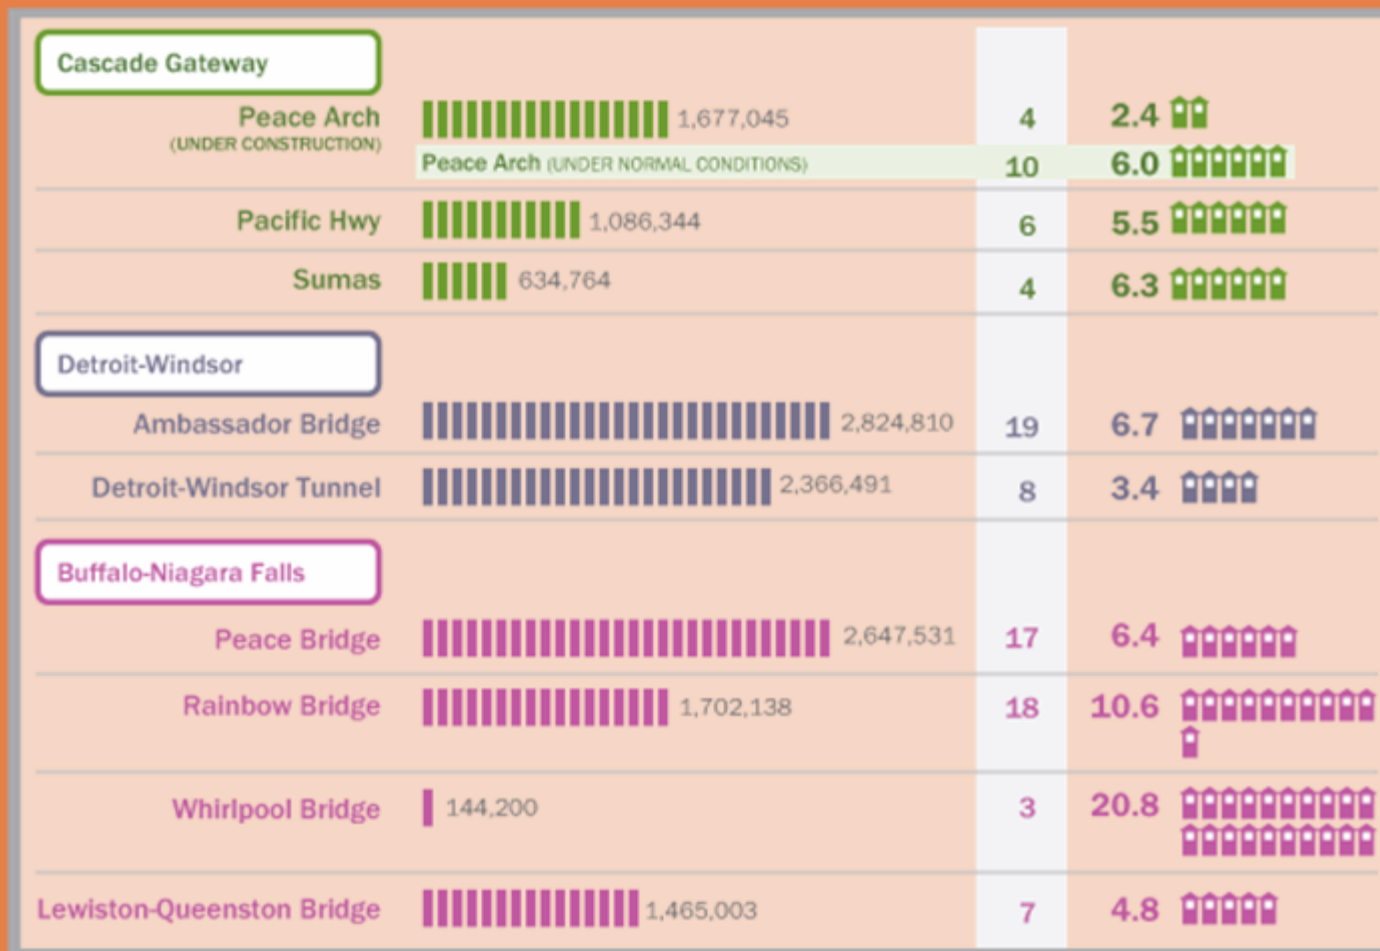 Cascade Gateway
Peace Arch 1,677,045 4 2.4
(UNDER CONSTRUCTION)
Peace Arch (UNDER NORMAL CONDITIONS) 10 6.0
Pacific Hwy 1,086,344 6 5.5
Sumas 634,764 4 6.3
Detroit-Windsor
Ambassador Bridge 2,824,810 19 6.7
Detroit-Windsor Tunnel 2,366,491 8 3.4
Buffalo-Niagara Falls
Peace Bridge 2,647,531 17 6.4
Rainbow Bridge 1,702,138 18 10.6
Whirlpool Bridge 144,200 3 20.8
Lewiston-Queenston Bridge 1,465,003 7 4.8